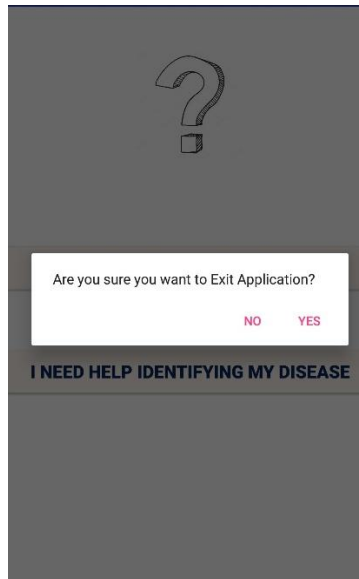 ?
Are you sure you want to Exit Application?
NO YES
I NEED HELP IDENTIFYING MY DISEASE